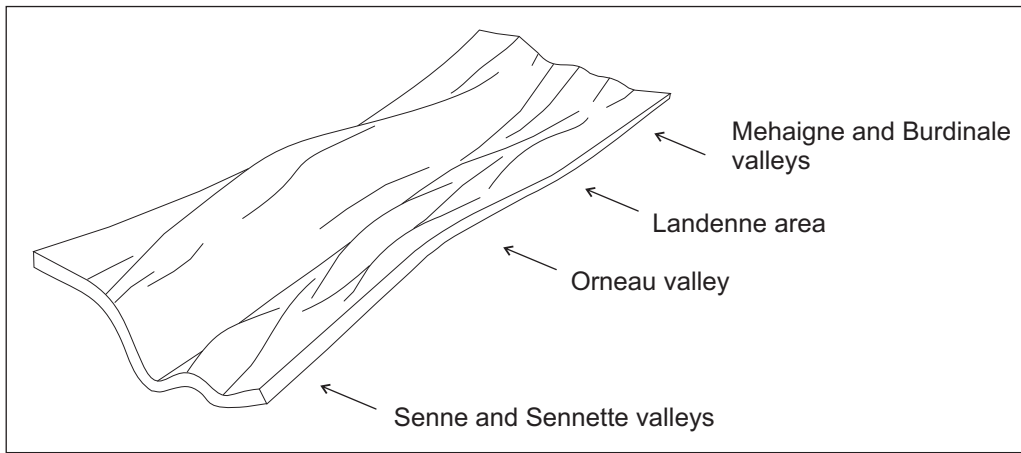 Mehaigne and Burdinale
valleys
Landenne area
Orneau valley
Senne and Sennette valleys